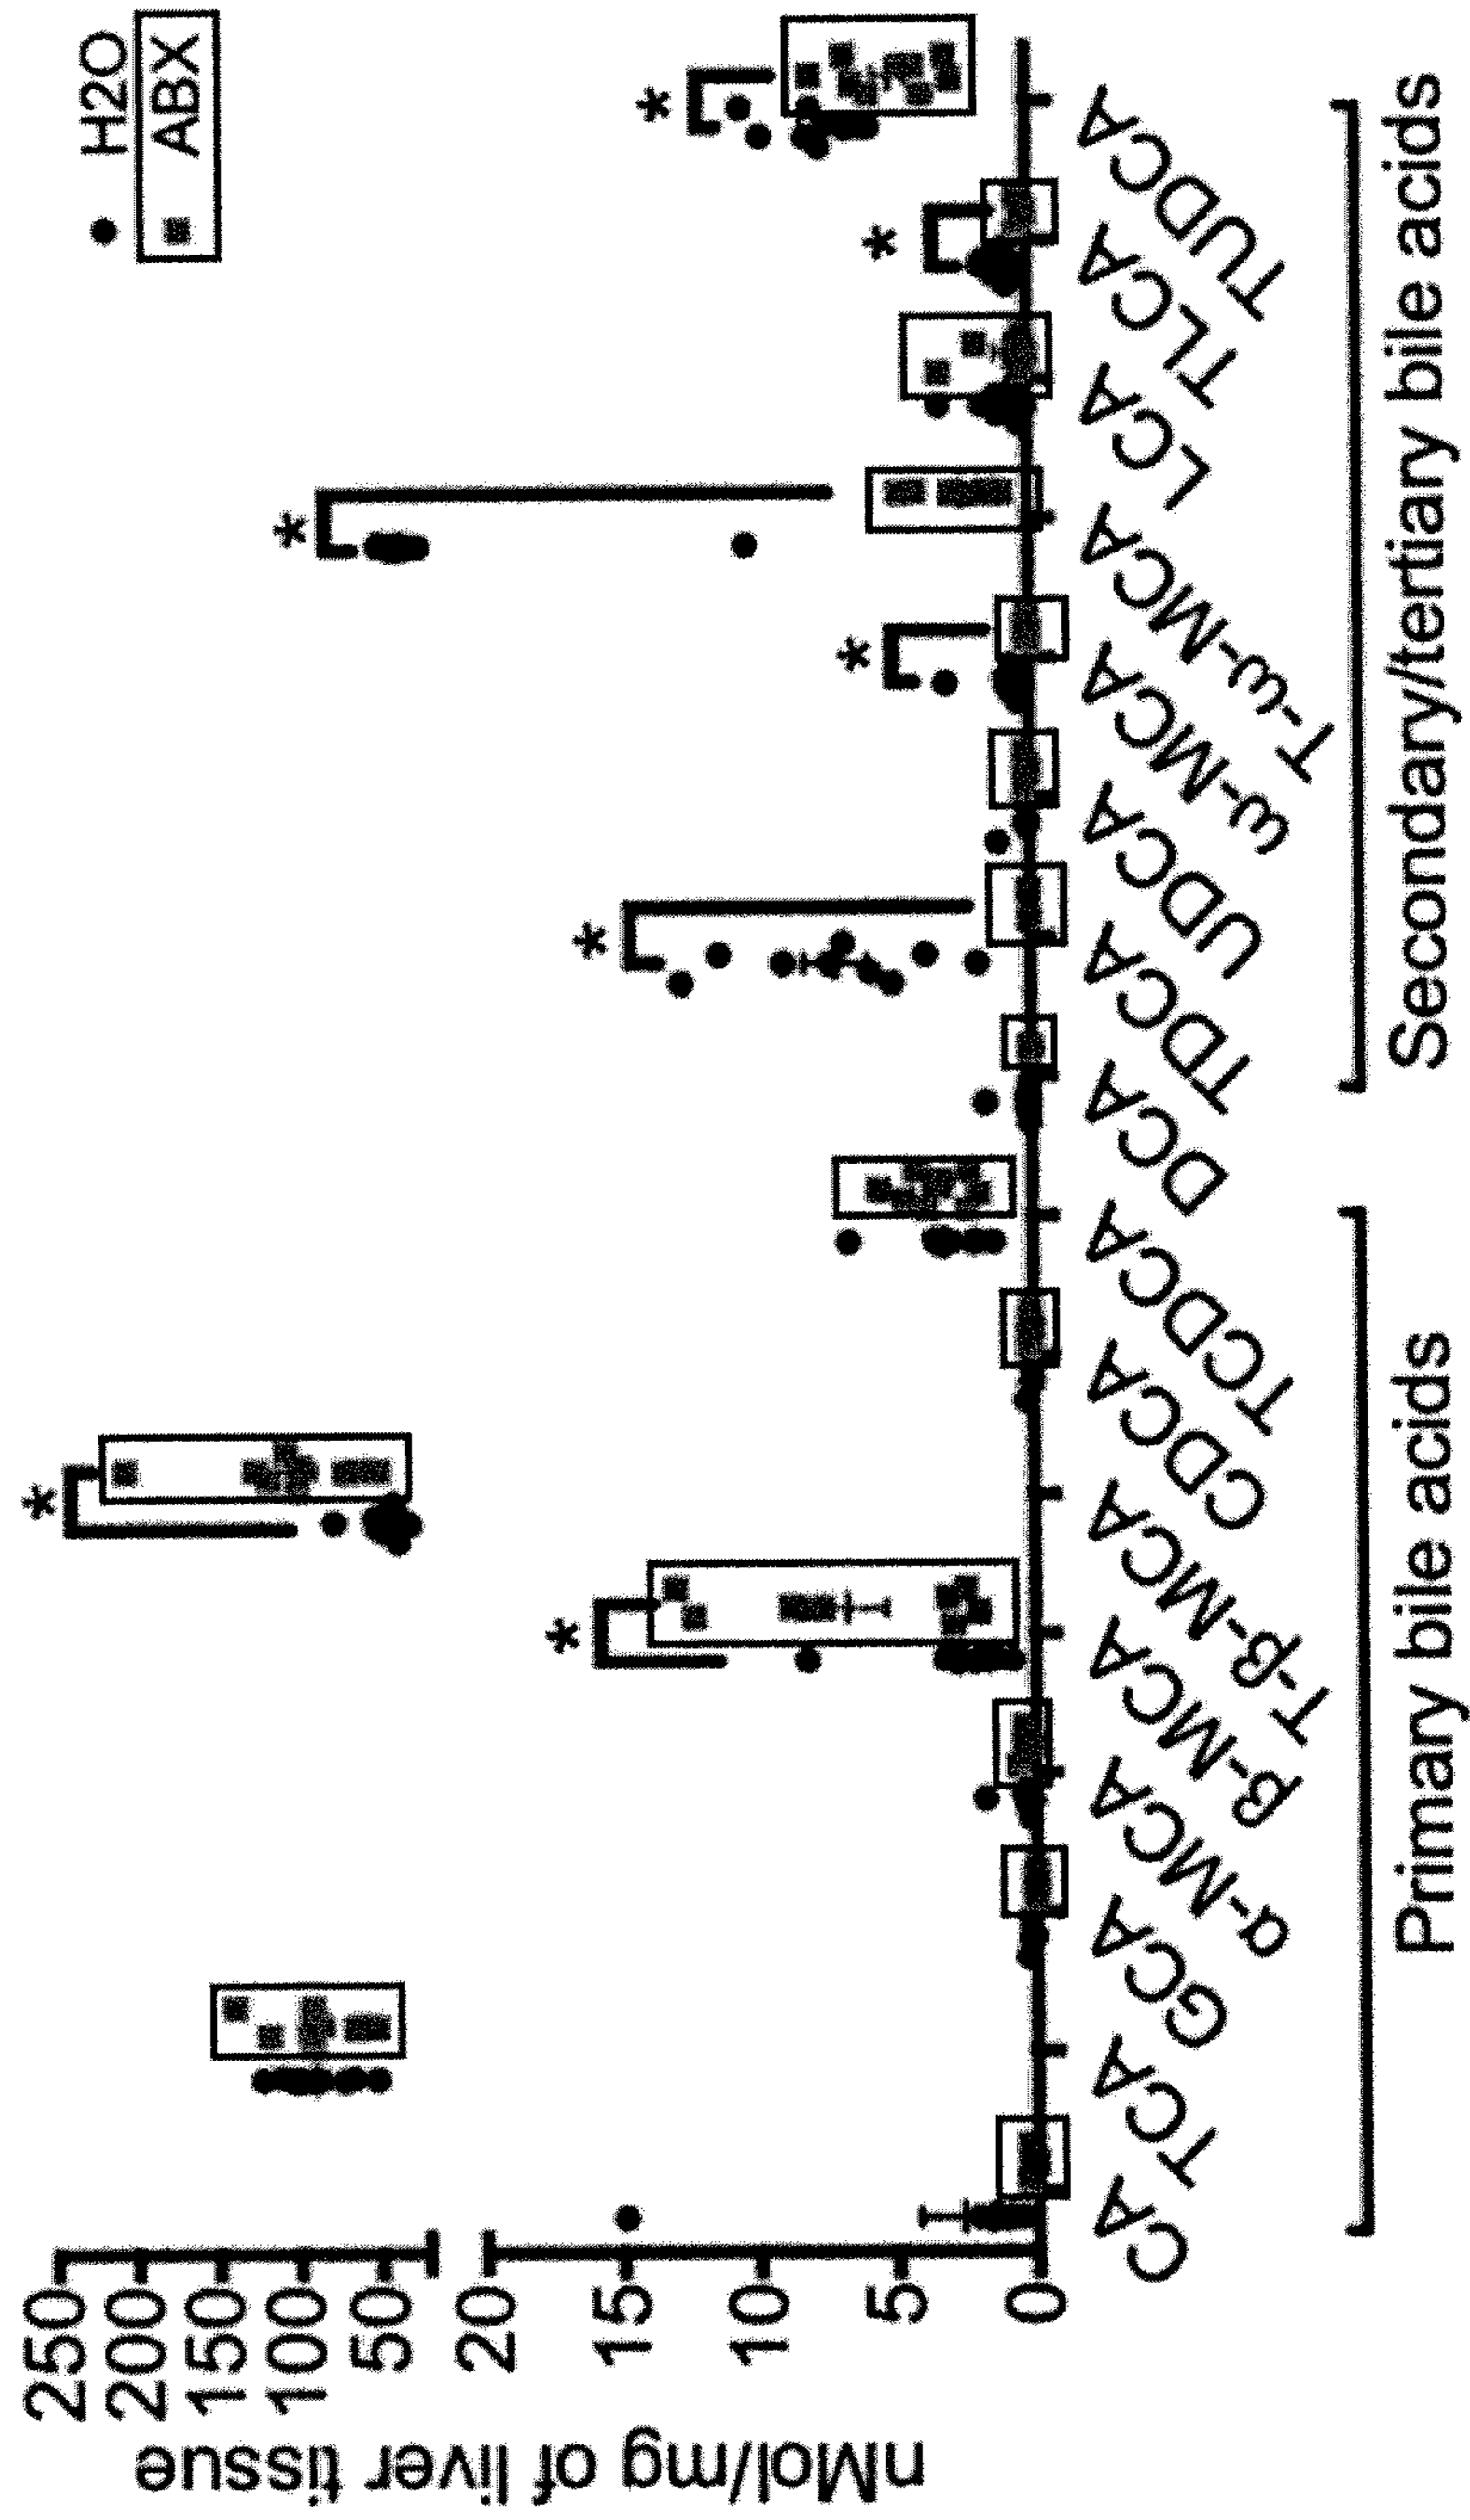 H2O
ABX
nMol/mg of liver tissue
250
200
150
100
50
20
15
10
5
0
*
*
*
*
*
*
*
CA
TCA
GCA
α-MCA
β-MCA
T-β-MCA
CDCA
TCDCA
DCA
TDCA
UDCA
ω-MCA
T-ω-MCA
LCA
TLCA
TUDCA
Primary bile acids
Secondary/tertiary bile acids